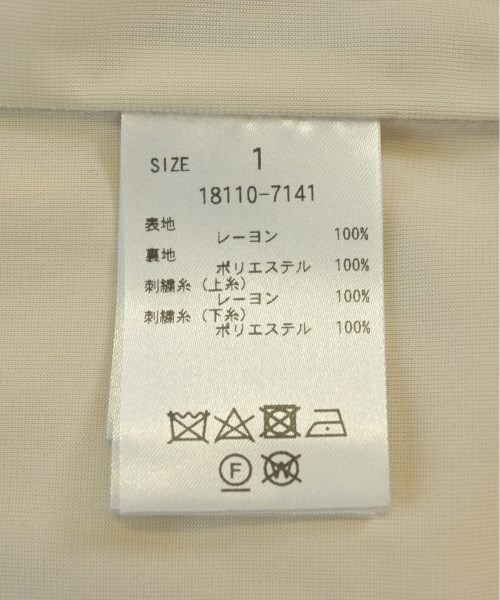 SIZE 1
18110-7141
表地
レーヨン 100%
裏地
ポリエステル 100%
刺繍糸（上糸）
レーヨン 100%
刺繍糸（下糸）
ポリエステル 100%
F W